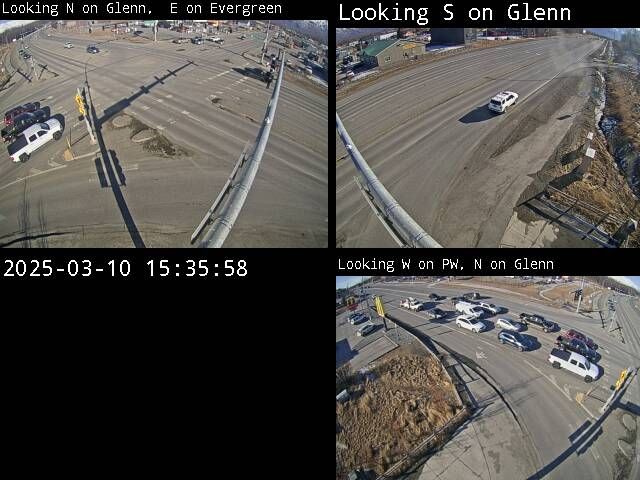 Looking N on Glenn, E on Evergreen
Looking S on Glenn
2025-03-10 15:35:58
Looking W on PW, N on Glenn